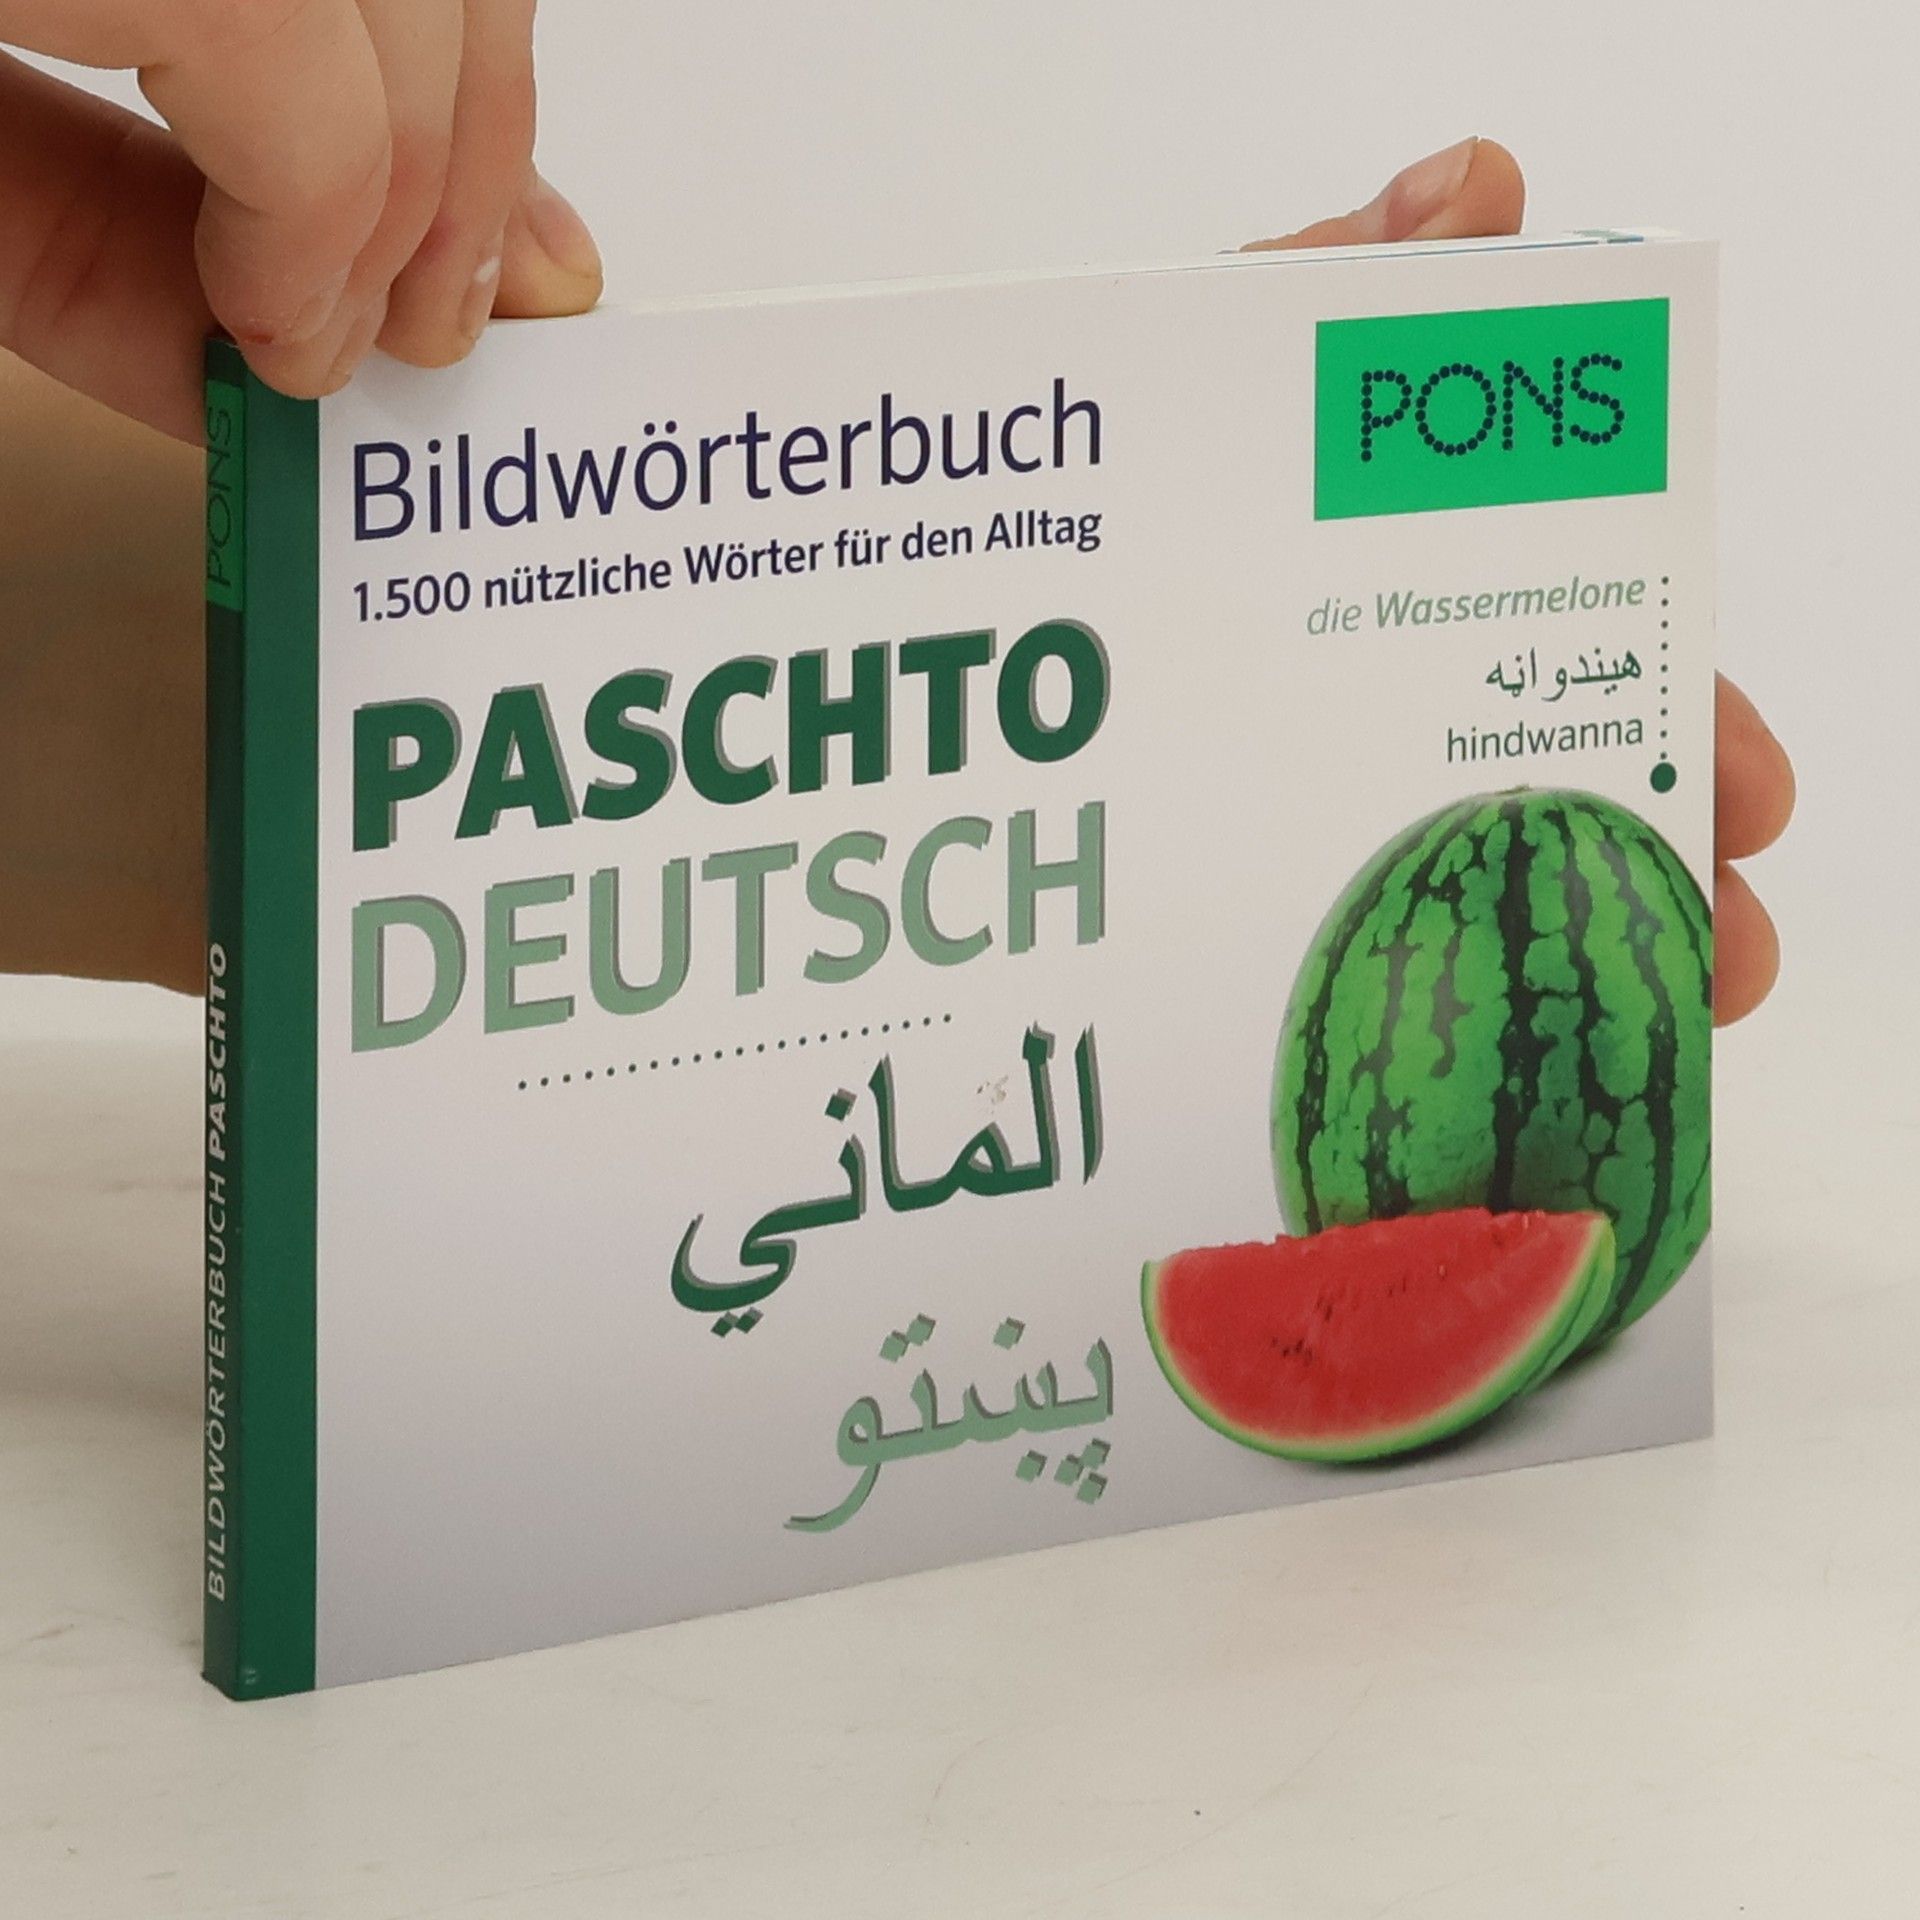 PONS
BILDWÖRTERBUCH PASCHTO
Bildwörterbuch
1.500 nützliche Wörter für den Alltag
PASCHTO
DEUTSCH
الماني
پښتو
PONS
die Wassermelone
هيندواڼه
hindwanna